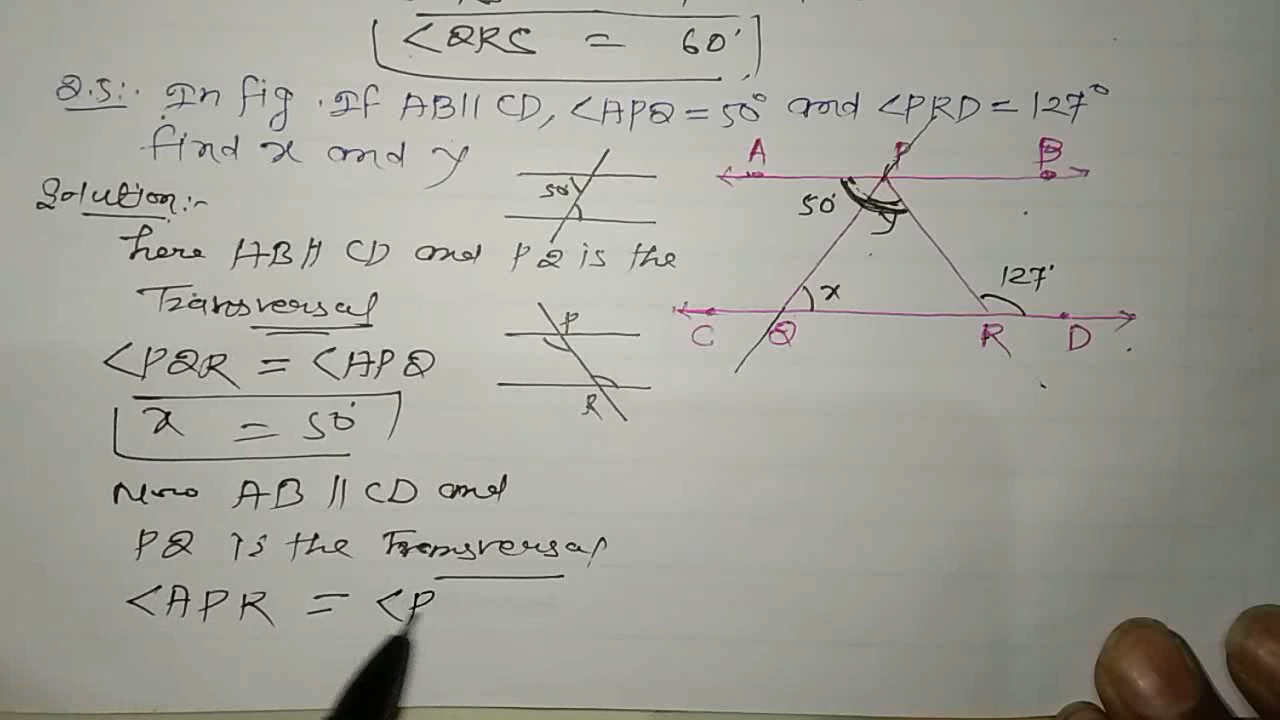 <QRS = 60°
Q.5:. In fig. If AB || CD, <APQ = 50° and <PRD = 127°
find x and y
Solution:-
here AB || CD and PQ is the
Transversal
<PQR = <APQ
x = 50°
Now AB || CD and
PQ is the Transversal
<APR = <P
50°
P
R
A P B
50° y
x 127°
C Q R D